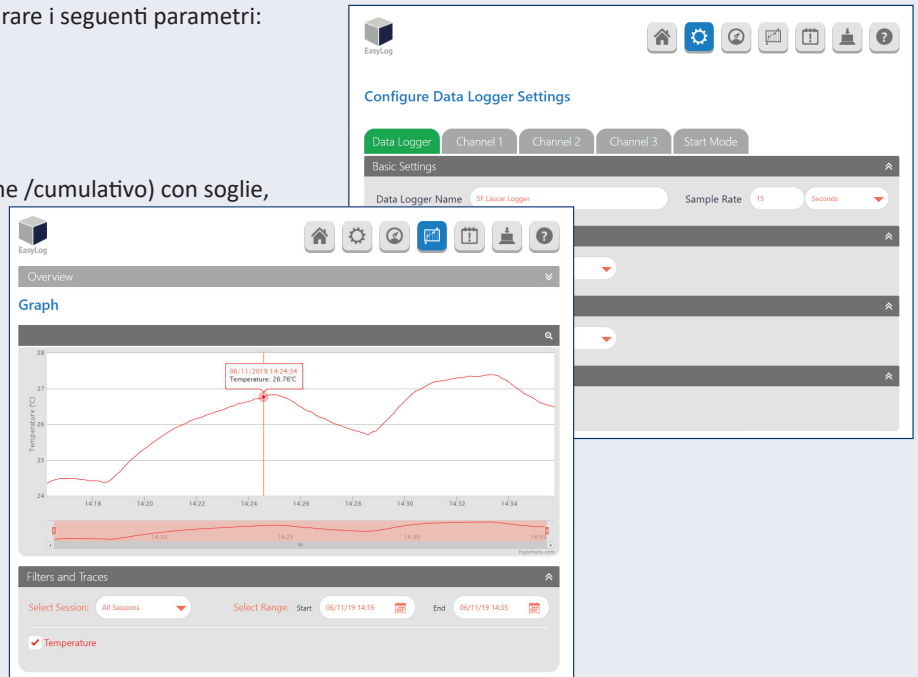 rare i seguenti parametri:
ne /cumulativo) con soglie,
EasyLog
Configure Data Logger Settings
Data Logger Channel 1 Channel 2 Channel 3 Start Mode
Basic Settings
Data Logger Name SF Lascar Logger Sample Rate 15 Seconds
EasyLog
Overview
Graph
28
27
26
25
24
Temperature (°C)
06/11/2019 14:24:34
Temperature: 26.76°C
14:18 14:20 14:22 14:24 14:26 14:28 14:30 14:32 14:34
14:20 14:25 14:30 14:35
Highcharts.com
Filters and Traces
Select Session: All Sessions Select Range: Start 06/11/19 14:16 End 06/11/19 14:35
Temperature